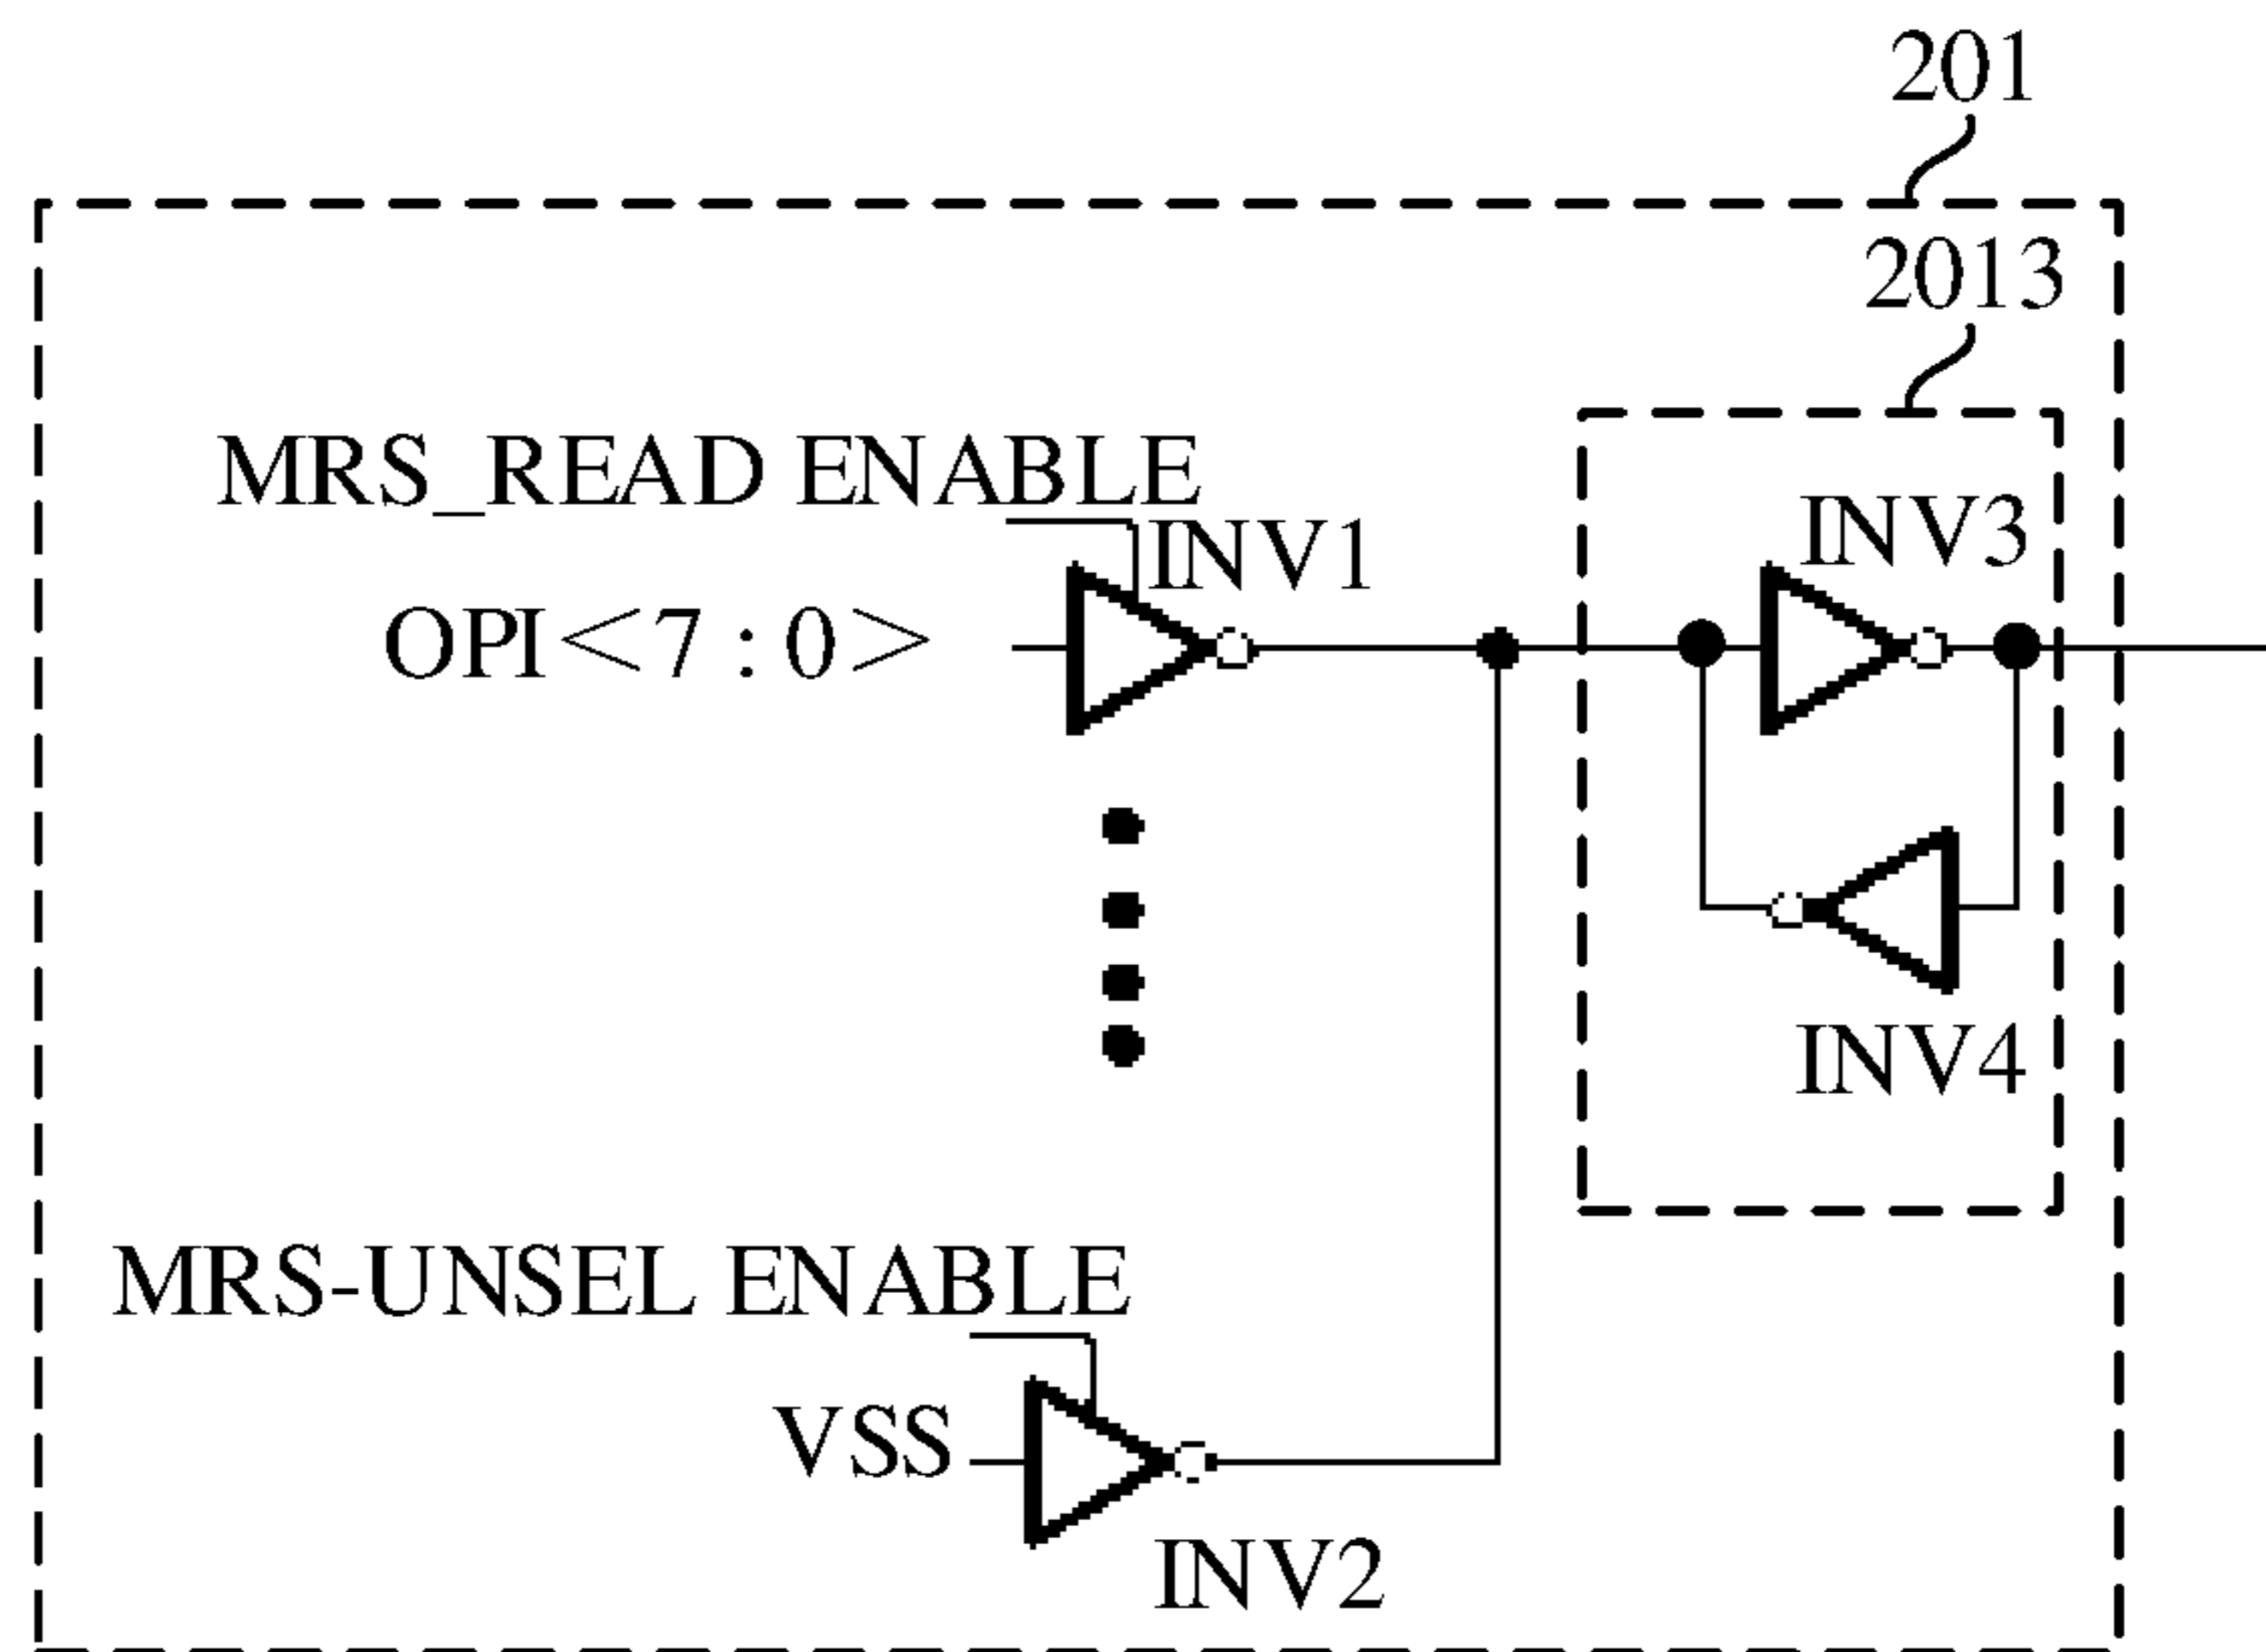 201
2013
MRS_READ ENABLE
INV1
INV3
OPI<7:0>
INV4
MRS-UNSEL ENABLE
VSS
INV2